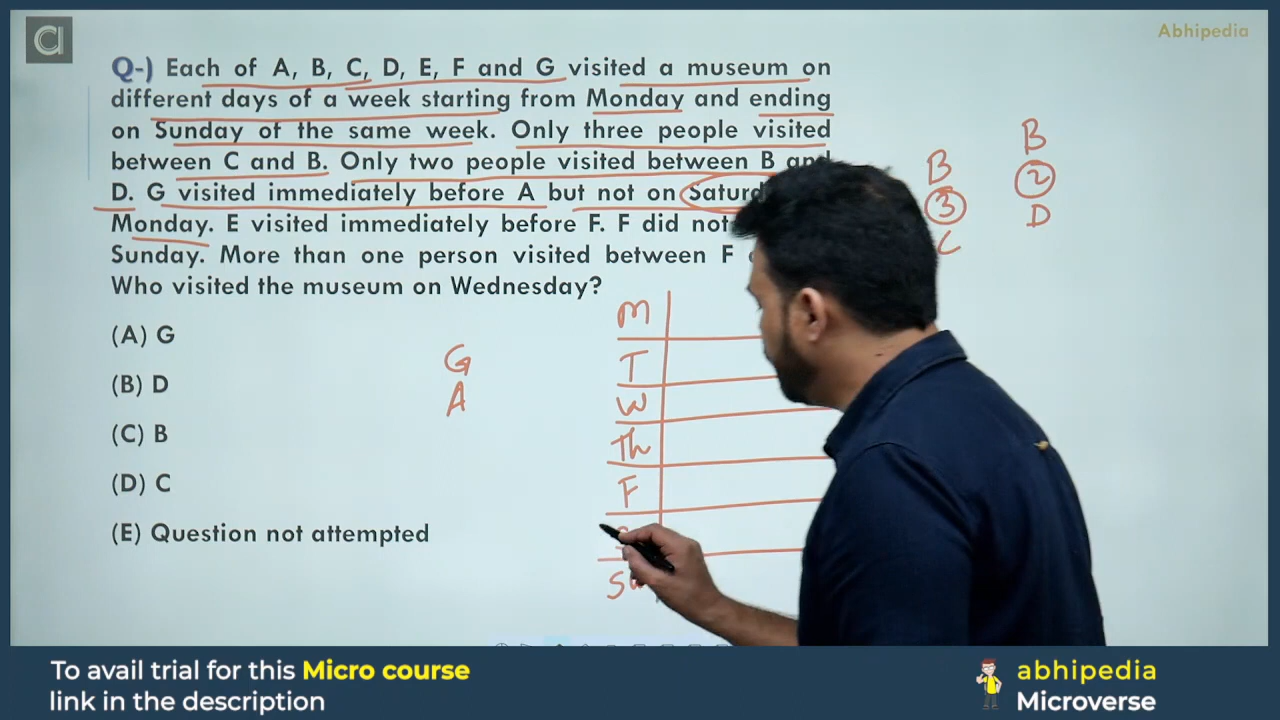 a
Abhipedia
Q-) Each of A, B, C, D, E, F and G visited a museum on
different days of a week starting from Monday and ending
on Sunday of the same week. Only three people visited
between C and B. Only two people visited between B and
D. G visited immediately before A but not on
Monday. E visited immediately before F. F did not
Sunday. More than one person visited between F
Who visited the museum on Wednesday?
(A) G
(B) D
(C) B
(D) C
(E) Question not attempted
G
A
M
T
W
Th
F
B
3
C
B
2
D
To avail trial for this Micro course
link in the description
abhipedia
Microverse